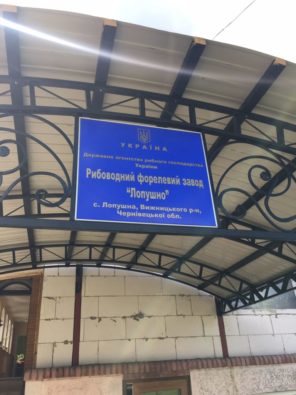 УКРАЇНА
Державне агентство рибного господарства
України
Рибоводний форелевий завод
"Лопушно"
с. Лопушна, Вижницького р-н,
Чернівецької обл.